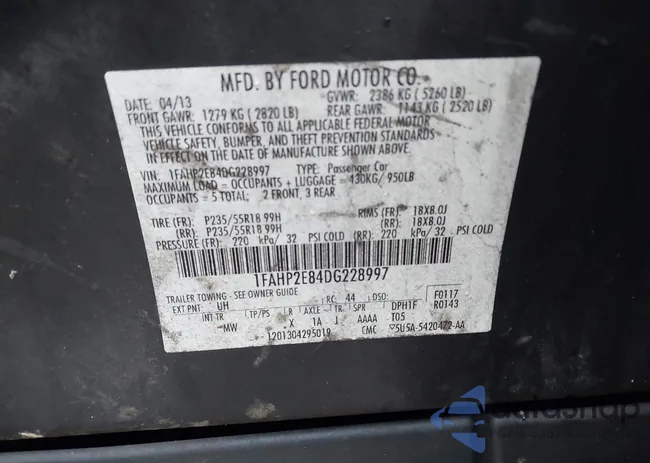 MFD. BY FORD MOTOR CO.
DATE: 04/13 GVWR: 2386 KG (5260 LB)
FRONT GAWR: 1279 KG (2820 LB) REAR GAWR: 1143 KG (2520 LB)
THIS VEHICLE CONFORMS TO ALL APPLICABLE FEDERAL MOTOR
VEHICLE SAFETY, BUMPER, AND THEFT PREVENTION STANDARDS
IN EFFECT ON THE DATE OF MANUFACTURE SHOWN ABOVE.
VIN: 1FAHP2E84DG228997 TYPE: Passenger Car
MAXIMUM LOAD = OCCUPANTS + LUGGAGE = 430KG/ 950LB
OCCUPANTS = 5 TOTAL; 2 FRONT, 3 REAR
TIRE (FR): P235/55R18 99H RIMS (FR): 18X8.0J
(RR): P235/55R18 99H (RR): 18X8.0J
PRESSURE (FR): 220 kPa/ 32 PSI COLD (RR): 220 kPa/ 32 PSI COLD
1FAHP2E84DG228997
TRAILER TOWING - SEE OWNER GUIDE
EXT PNT: UH RC: 44 DSO: F0117
R0143
INT TR TP/PS R AXLE TR SPR DPH1F
MW X 1A AAAA T05
1201304295019 CMC 5U5A-5420472-AA
autoshop